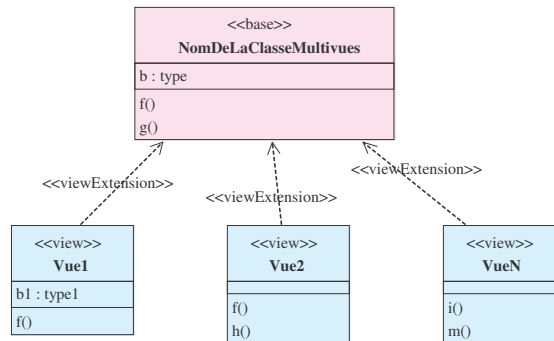 <<base>>
NomDeLaClasseMultivues
b : type
f()
g()
<<viewExtension>>
<<viewExtension>>
<<viewExtension>>
<<view>>
Vue1
b1 : type1
f()
<<view>>
Vue2
f()
h()
<<view>>
VueN
i()
m()